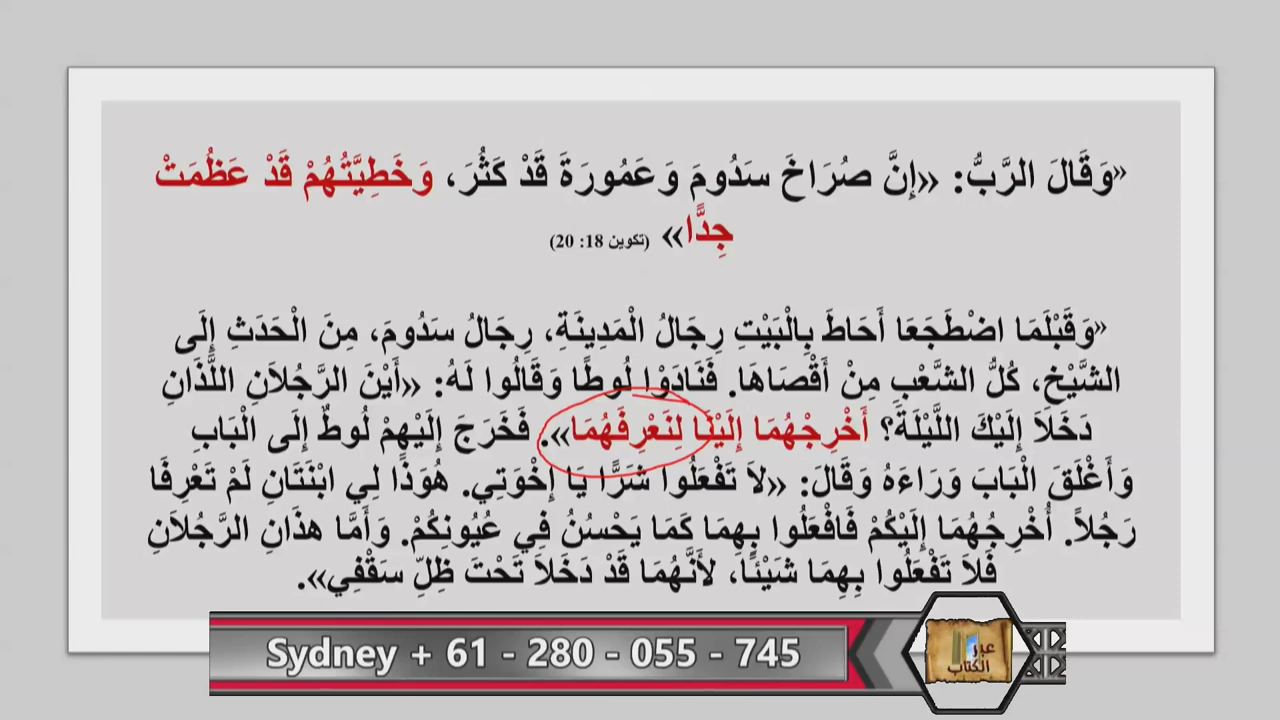 «وَقَالَ الرَّبُّ: «إِنَّ صُرَاخَ سَدُومَ وَعَمُورَةَ قَدْ كَثُرَ، وَخَطِيَّتُهُمْ قَدْ عَظُمَتْ
جِدًّا» (تكوين 18: 20)
«وَقَبْلَمَا اضْطَجَعَا أَحَاطَ بِالْبَيْتِ رِجَالُ الْمَدِينَةِ، رِجَالُ سَدُومَ، مِنَ الْحَدَثِ إِلَى
الشَّيْخِ، كُلُّ الشَّعْبِ مِنْ أَقْصَاهَا. فَنَادَوْا لُوطًا وَقَالُوا لَهُ: «أَيْنَ الرَّجُلاَنِ اللَّذَانِ
دَخَلاَ إِلَيْكَ اللَّيْلَةَ؟ أَخْرِجْهُمَا إِلَيْنَا لِنَعْرِفَهُمَا». فَخَرَجَ إِلَيْهِمْ لُوطٌ إِلَى الْبَابِ
وَأَغْلَقَ الْبَابَ وَرَاءَهُ وَقَالَ: «لاَ تَفْعَلُوا شَرًّا يَا إِخْوَتِي. هُوَذَا لِي ابْنَتَانِ لَمْ تَعْرِفَا
رَجُلاً. أُخْرِجُهُمَا إِلَيْكُمْ فَافْعَلُوا بِهِمَا كَمَا يَحْسُنُ فِي عُيُونِكُمْ. وَأَمَّا هذَانِ الرَّجُلاَنِ
فَلاَ تَفْعَلُوا بِهِمَا شَيْئًا، لأَنَّهُمَا قَدْ دَخَلاَ تَحْتَ ظِلِّ سَقْفِي».
Sydney + 61 - 280 - 055 - 745
عبر
الكتاب